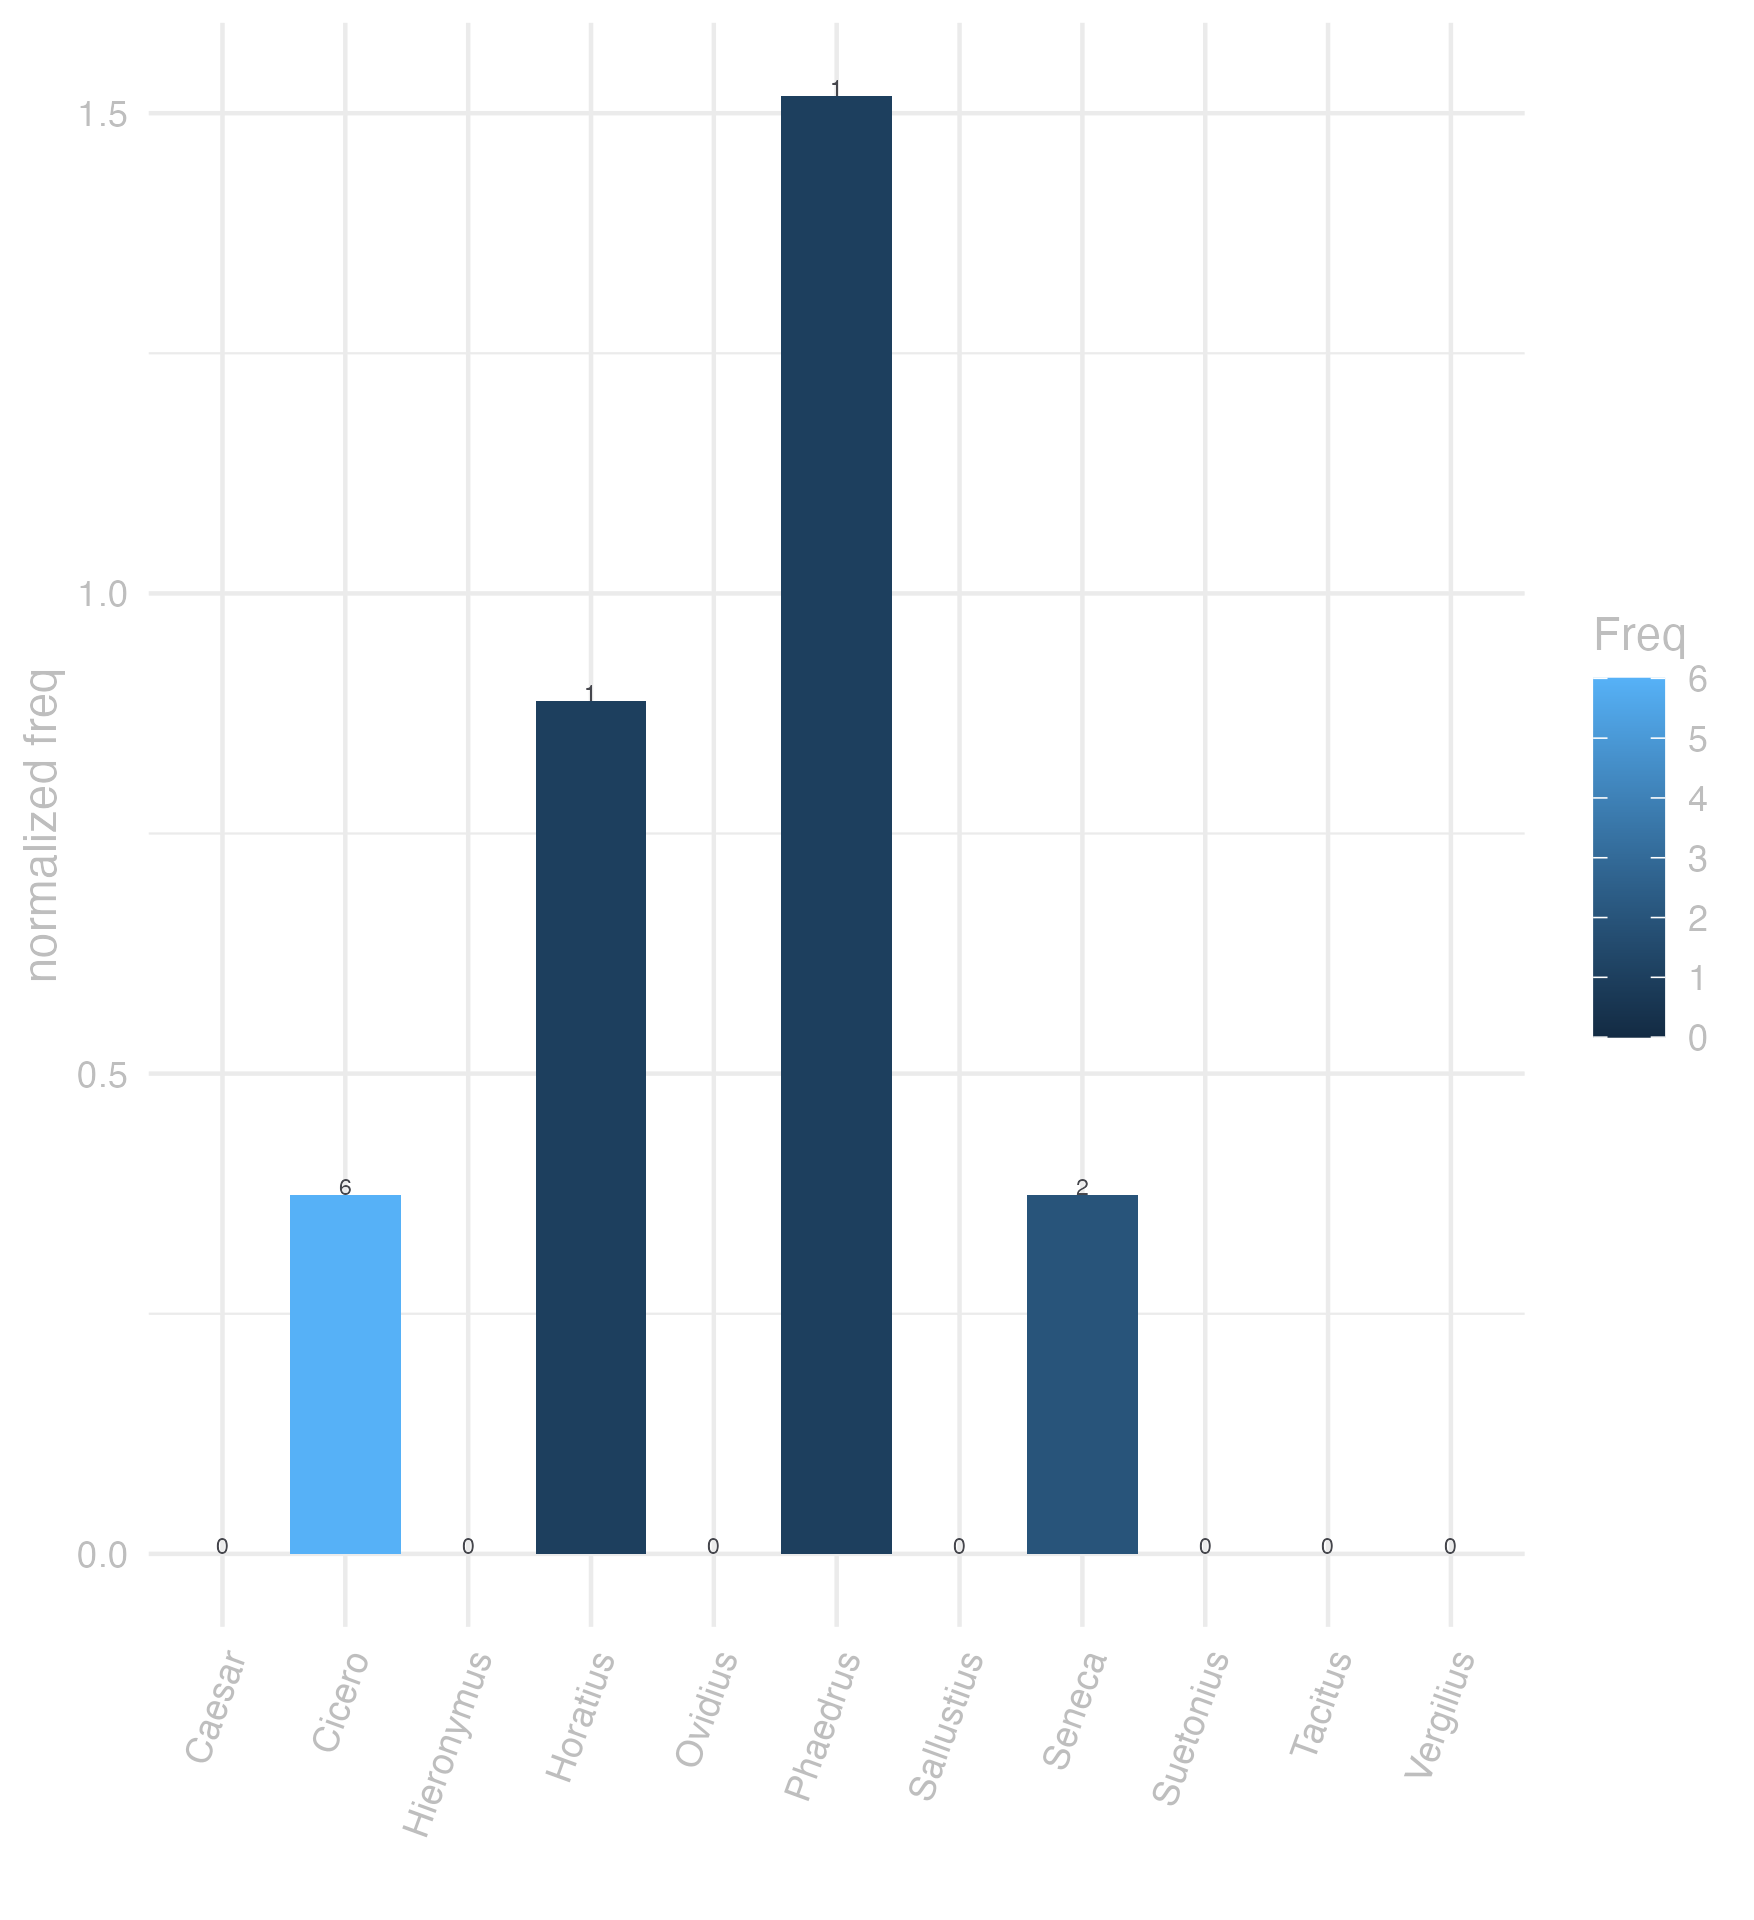 normalized freq
1.5
1.0
0.5
0.0
0
6
0
1
0
1
0
2
0
0
0
Caesar
Cicero
Hieronymus
Horatius
Ovidius
Phaedrus
Sallustius
Seneca
Suetonius
Tacitus
Vergilius
Freq
6
5
4
3
2
1
0